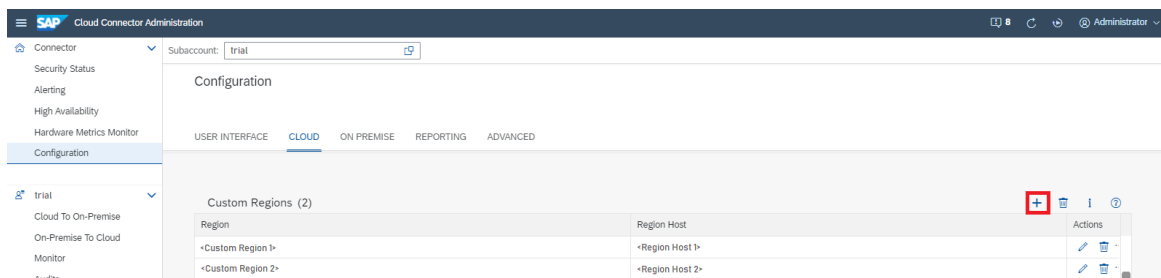 SAP Cloud Connector Administration
8
Administrator
Connector
Security Status
Alerting
High Availability
Hardware Metrics Monitor
Configuration
trial
Cloud To On-Premise
On-Premise To Cloud
Monitor
Subaccount: trial
Configuration
USER INTERFACE CLOUD ON PREMISE REPORTING ADVANCED
Custom Regions (2)
Region Region Host Actions
<Custom Region 1> <Region Host 1>
<Custom Region 2> <Region Host 2>